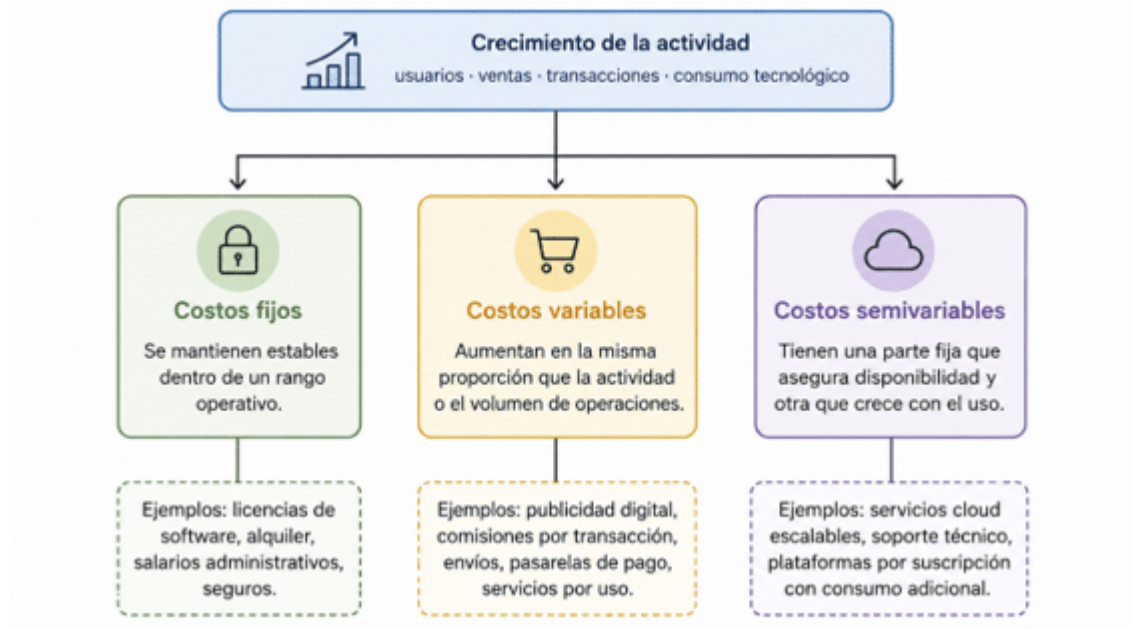 Crecimiento de la actividad
usuarios · ventas · transacciones · consumo tecnológico
Costos fijos
Se mantienen estables
dentro de un rango
operativo.
Ejemplos: licencias de
software, alquiler,
salarios administrativos,
seguros.
Costos variables
Aumentan en la misma
proporción que la actividad
o el volumen de operaciones.
Ejemplos: publicidad digital,
comisiones por transacción,
envíos, pasarelas de pago,
servicios por uso.
Costos semivariables
Tienen una parte fija que
asegura disponibilidad y
otra que crece con el uso.
Ejemplos: servicios cloud
escalables, soporte técnico,
plataformas por suscripción
con consumo adicional.